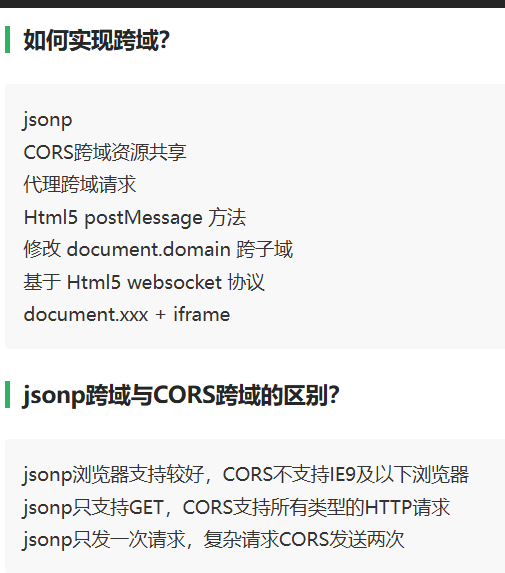 如何实现跨域？
jsonp
CORS跨域资源共享
代理跨域请求
Html5 postMessage 方法
修改 document.domain 跨子域
基于 Html5 websocket 协议
document.xxx + iframe
jsonp跨域与CORS跨域的区别？
jsonp浏览器支持较好，CORS不支持IE9及以下浏览器
jsonp只支持GET，CORS支持所有类型的HTTP请求
jsonp只发一次请求，复杂请求CORS发送两次